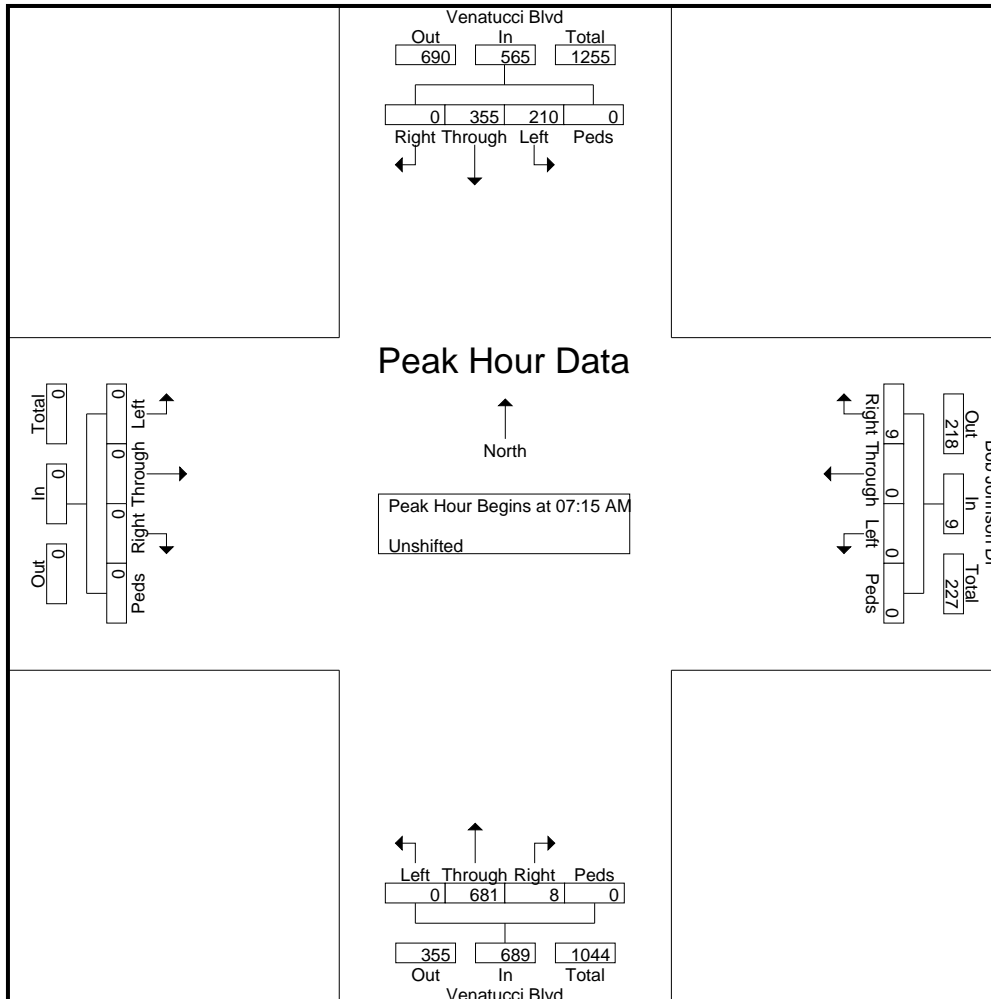 Venatucci Blvd
Out In Total
690 565 1255
0 355 210 0
Right Through Left Peds
Peak Hour Data
North
Peak Hour Begins at 07:15 AM
Unshifted
Total In Out
0 0 0
0 0 0 0
Left Through Right Peds
Right Through Left Peds
9 0 0 0
218 9 227
Out In Total
Bob Johnson Dr
Left Through Right Peds
0 681 8 0
355 689 1044
Out In Total
Venatucci Blvd